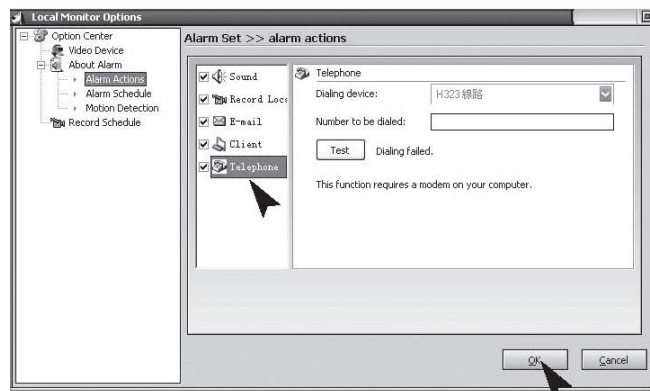 Local Monitor Options
Option Center
Video Device
About Alarm
Alarm Actions
Alarm Schedule
Motion Detection
Record Schedule
Alarm Set >> alarm actions
Sound
Record Loca
E-mail
Client
Telephone
Telephone
Dialing device: H323 線路
Number to be dialed:
Test Dialing failed.
This function requires a modem on your computer.
OK Cancel